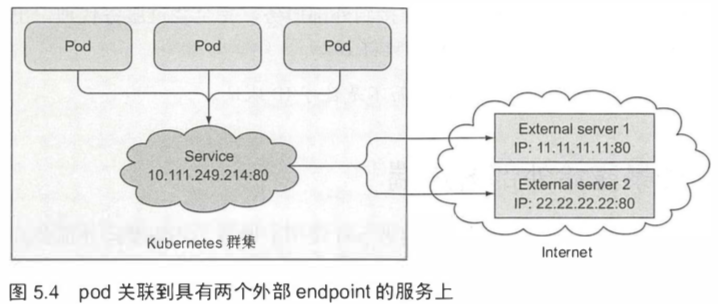 Pod
Pod
Pod
Service
10.111.249.214:80
Kubernetes 群集
External server 1
IP: 11.11.11.11:80
External server 2
IP: 22.22.22.22:80
Internet
图 5.4 pod 关联到具有两个外部 endpoint 的服务上